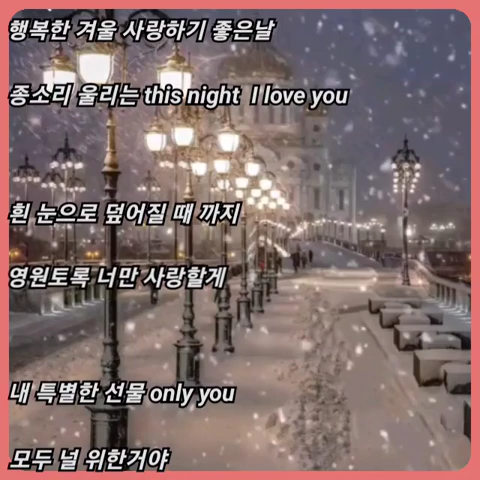 행복한 겨울 사랑하기 좋은날
종소리 울리는 this night I love you
흰 눈으로 덮어질 때 까지
영원토록 너만 사랑할게
내 특별한 선물 only you
모두 널 위한거야